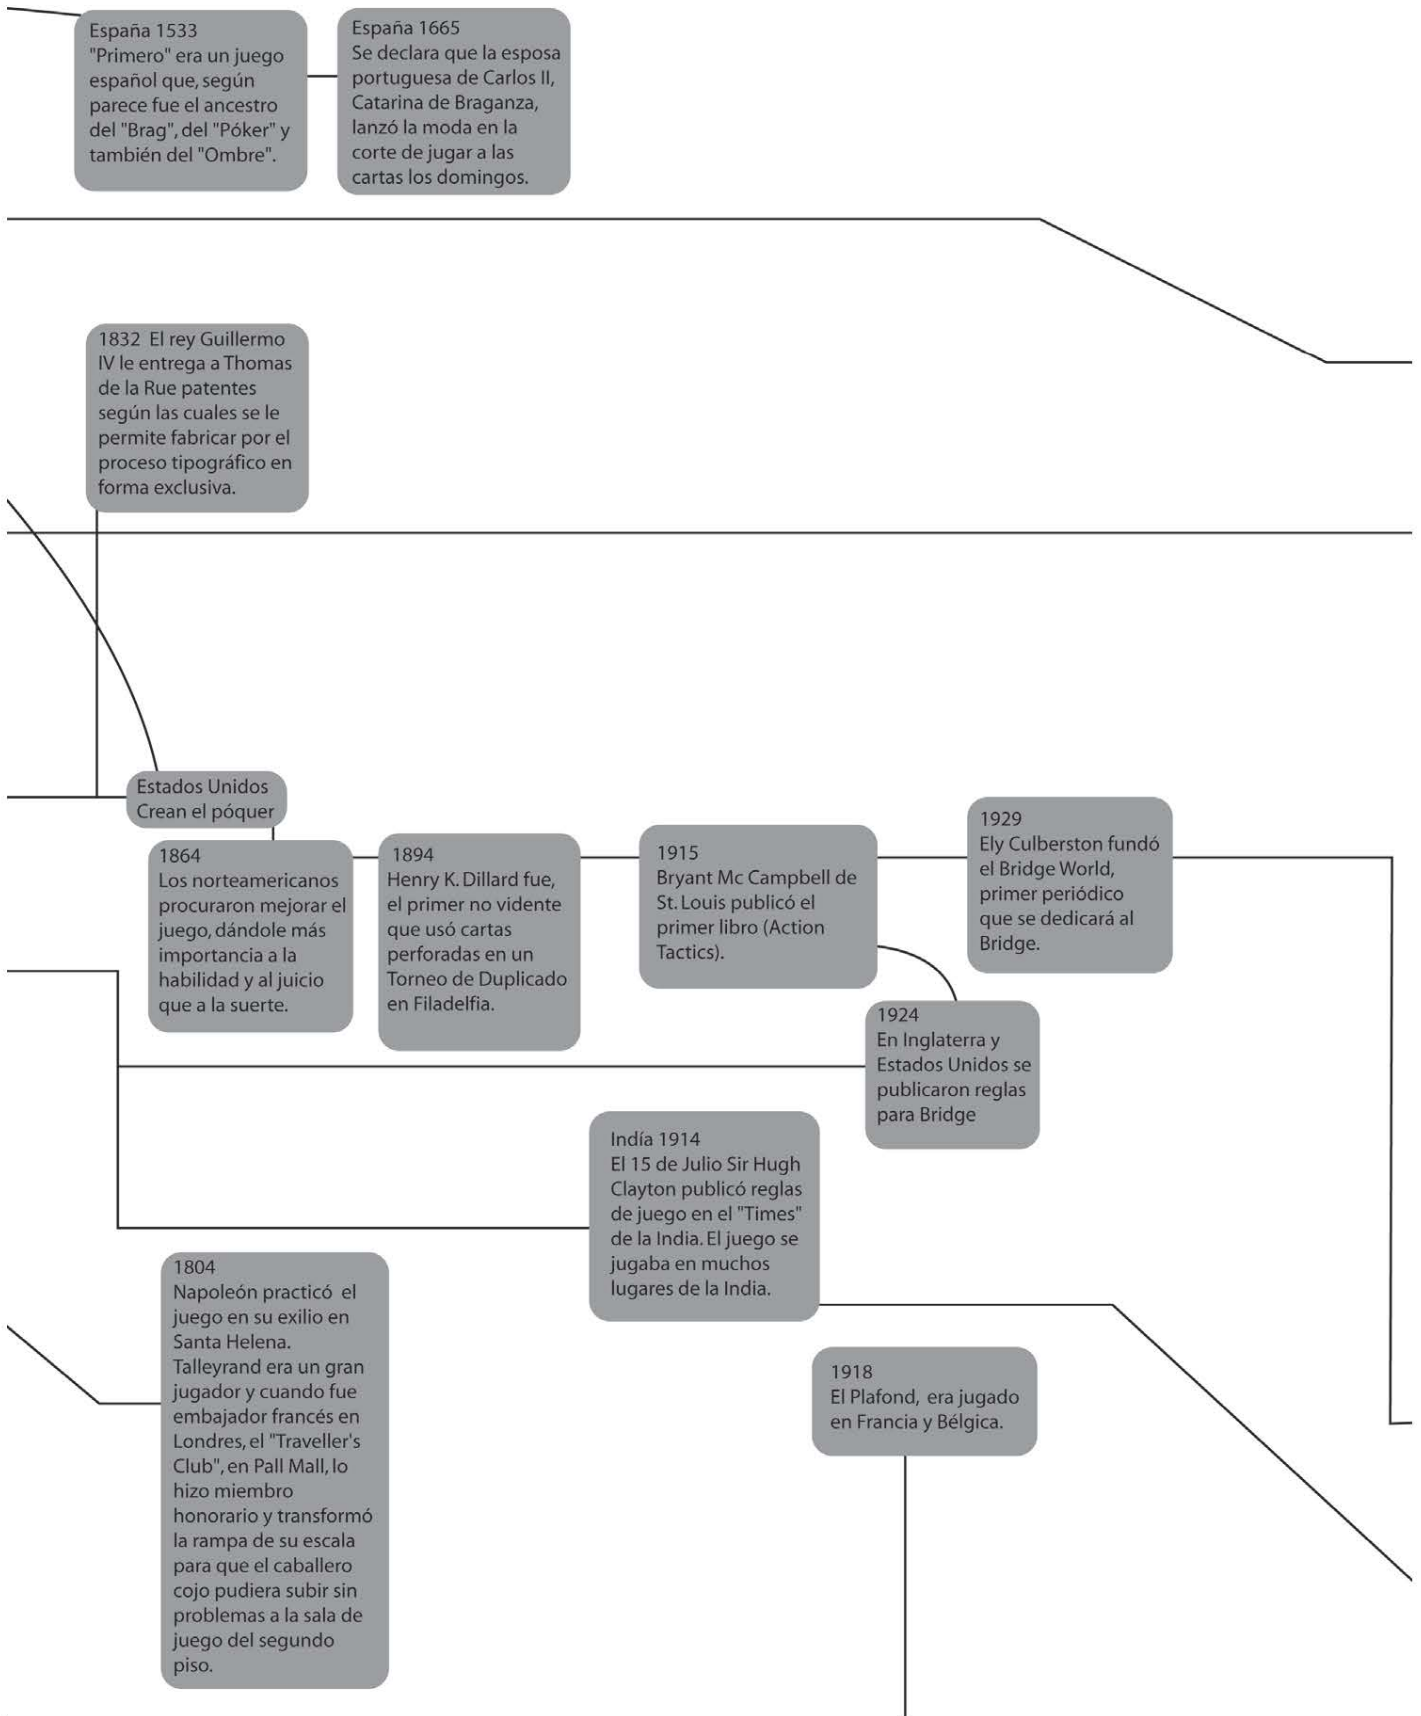 España 1533
"Primero" era un juego
español que, según
parece fue el ancestro
del "Brag", del "Póker" y
también del "Ombre".
España 1665
Se declara que la esposa
portuguesa de Carlos II,
Catarina de Braganza,
lanzó la moda en la
corte de jugar a las
cartas los domingos.
1832 El rey Guillermo
IV le entrega a Thomas
de la Rue patentes
según las cuales se le
permite fabricar por el
proceso tipográfico en
forma exclusiva.
Estados Unidos
Crean el póquer
1864
Los norteamericanos
procuraron mejorar el
juego, dándole más
importancia a la
habilidad y al juicio
que a la suerte.
1894
Henry K. Dillard fue,
el primer no vidente
que usó cartas
perforadas en un
Torneo de Duplicado
en Filadelfia.
1915
Bryant Mc Campbell de
St. Louis publicó el
primer libro (Action
Tactics).
1929
Ely Culberston fundó
el Bridge World,
primer periódico
que se dedicará al
Bridge.
1924
En Inglaterra y
Estados Unidos se
publicaron reglas
para Bridge
Indía 1914
El 15 de Julio Sir Hugh
Clayton publicó reglas
de juego en el "Times"
de la India. El juego se
jugaba en muchos
lugares de la India.
1804
Napoleón practicó el
juego en su exilio en
Santa Helena.
Talleyrand era un gran
jugador y cuando fue
embajador francés en
Londres, el "Traveller's
Club", en Pall Mall, lo
hizo miembro
honorario y transformó
la rampa de su escala
para que el caballero
cojo pudiera subir sin
problemas a la sala de
juego del segundo
piso.
1918
El Plafond, era jugado
en Francia y Bélgica.